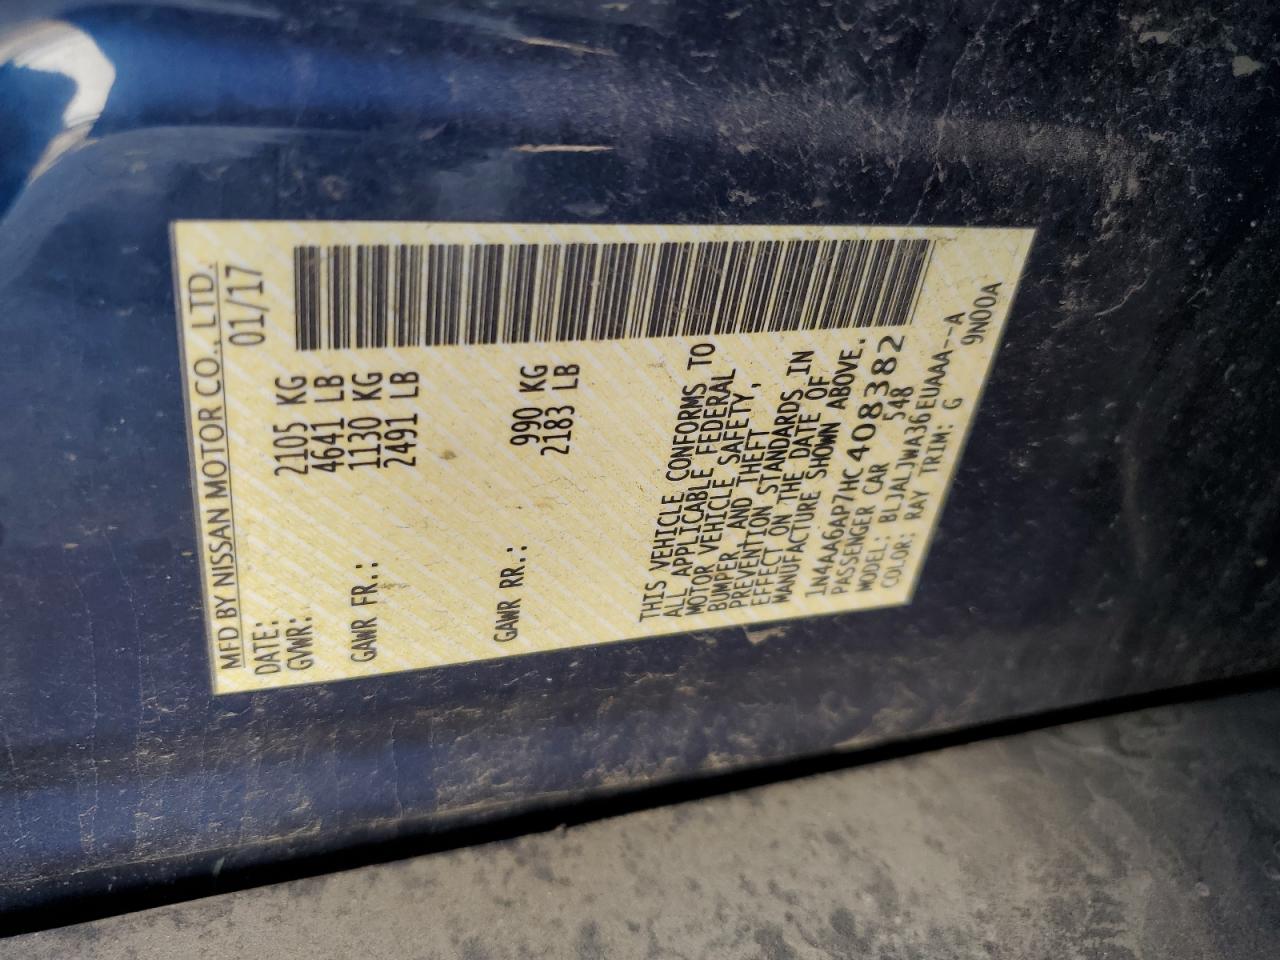 MFD BY NISSAN MOTOR CO., LTD.
DATE: 01/17
GVWR: 2105 KG
4641 LB
GAWR FR.: 1130 KG
2491 LB
GAWR RR.: 990 KG
2183 LB
THIS VEHICLE CONFORMS TO
ALL APPLICABLE FEDERAL
MOTOR VEHICLE SAFETY,
BUMPER AND THEFT
PREVENTION STANDARDS IN
EFFECT ON THE DATE OF
MANUFACTURE SHOWN ABOVE.
1N4AA6AP7HC408382
PASSENGER CAR 548
MODEL: BLJALJWA36EUAAA--A
COLOR: RAY TRIM: G 9N00A